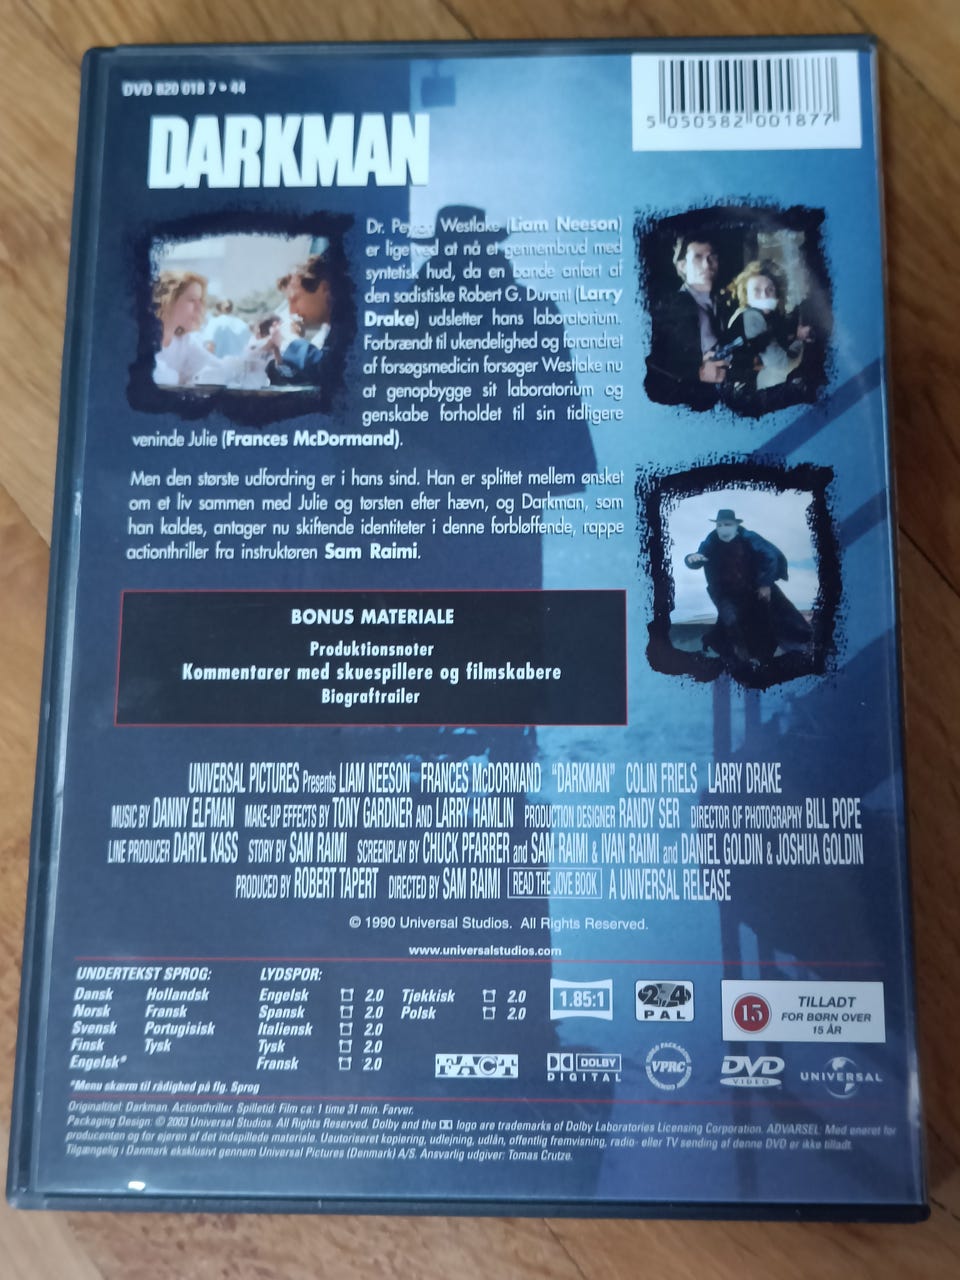 DVD 820 018 7 • 44
5 050582 001877
DARKMAN
Dr. Peyton Westlake (Liam Neeson)
er lige ved at nå et gennembrud med
syntetisk hud, da en bande anført af
den sadistiske Robert G. Durant (Larry
Drake) udsletter hans laboratorium.
Forbrændt til ukendelighed og forandret
af forsøgsmedicin forsøger Westlake nu
at genopbygge sit laboratorium og
genskabe forholdet til sin tidligere
veninde Julie (Frances McDormand).
Men den største udfordring er i hans sind. Han er splittet mellem ønsket
om et liv sammen med Julie og tørsten efter hævn, og Darkman, som
han kaldes, antager nu skiftende identiteter i denne forbløffende, rappe
actionthriller fra instruktøren Sam Raimi.
BONUS MATERIALE
Produktionsnoter
Kommentarer med skuespillere og filmskabere
Biograftrailer
UNIVERSAL PICTURES Presents LIAM NEESON FRANCES McDORMAND "DARKMAN" COLIN FRIELS LARRY DRAKE
MUSIC BY DANNY ELFMAN MAKE-UP EFFECTS BY TONY GARDNER AND LARRY HAMLIN PRODUCTION DESIGNER RANDY SER DIRECTOR OF PHOTOGRAPHY BILL POPE
LINE PRODUCER DARYL KASS STORY BY SAM RAIMI SCREENPLAY BY CHUCK PFARRER and SAM RAIMI & IVAN RAIMI and DANIEL GOLDIN & JOSHUA GOLDIN
PRODUCED BY ROBERT TAPERT DIRECTED BY SAM RAIMI READ THE JOVE BOOK A UNIVERSAL RELEASE
© 1990 Universal Studios. All Rights Reserved.
www.universalstudios.com
UNDERTEKST SPROG:
Dansk Hollandsk
Norsk Fransk
Svensk Portugisisk
Finsk Tysk
Engelsk*
*Menu skærm til rådighed på flg. Sprog
LYDSPOR:
Engelsk 2.0 Tjekkisk 2.0
Spansk 2.0 Polsk 2.0
Italiensk 2.0
Tysk 2.0
Fransk 2.0
1.85:1
2 4
PAL
15
TILLADT
FOR BØRN OVER
15 ÅR
FACT
DOLBY
DIGITAL
VPRC
DVD
VIDEO
UNIVERSAL
Originaltitel: Darkman. Actionthriller. Spilletid: Film ca: 1 time 31 min. Farver.
Packaging Design: © 2003 Universal Studios. All Rights Reserved. Dolby and the logo are trademarks of Dolby Laboratories Licensing Corporation. ADVARSEL: Med eneret for
producenten og for ejeren af det indspillede materiale. Uautoriseret kopiering, udlejning, udlån, offentlig fremvisning, radio- eller TV sending af denne DVD er ikke tilladt.
Tilgængelig i Danmark eksklusivt gennem Universal Pictures (Denmark) A/S. Ansvarlig udgiver: Tomas Crutze.